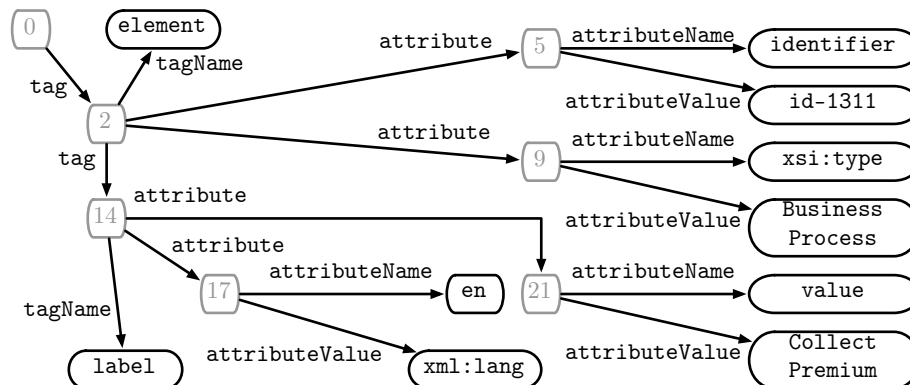 0
element
attribute
5
attributeName
identifier
tag
tagName
attributeValue
id-1311
2
attribute
9
attributeName
xsi:type
tag
attributeValue
Business
Process
14
attribute
attribute
17
attributeName
en
21
attributeName
value
tagName
attributeValue
xml:lang
attributeValue
Collect
Premium
label